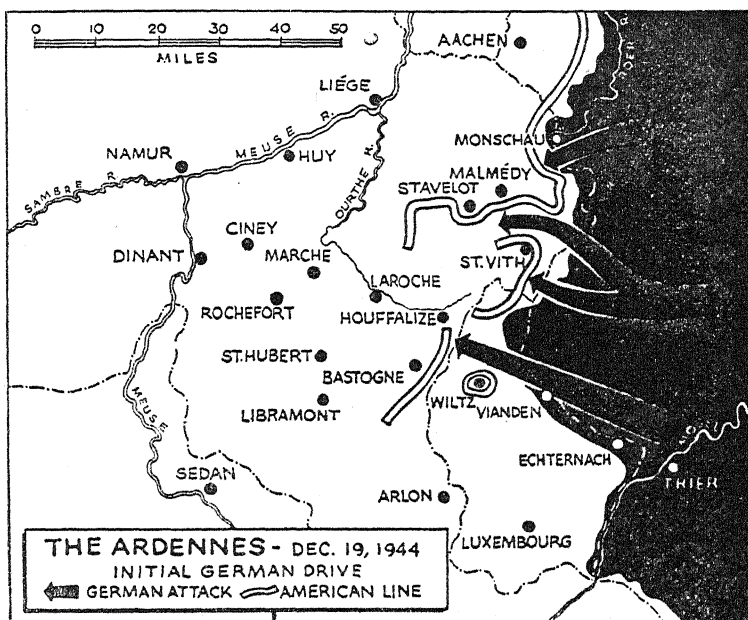 0 10 20 30 40 50
MILES
AACHEN
ROER R.
LIÉGE
MONSCHAU
MEUSE R.
NAMUR
HUY
SAMBRE R.
OURTHE R.
MALMÉDY
STAVELOT
CINEY
DINANT
MARCHE
ST.VITH
LAROCHE
ROCHEFORT
HOUFFALIZE
ST.HUBERT
BASTOGNE
WILTZ
VIANDEN
LIBRAMONT
MEUSE
ECHTERNACH
SEDAN
TRIER
ARLON
LUXEMBOURG
THE ARDENNES - DEC. 19, 1944
INITIAL GERMAN DRIVE
GERMAN ATTACK AMERICAN LINE